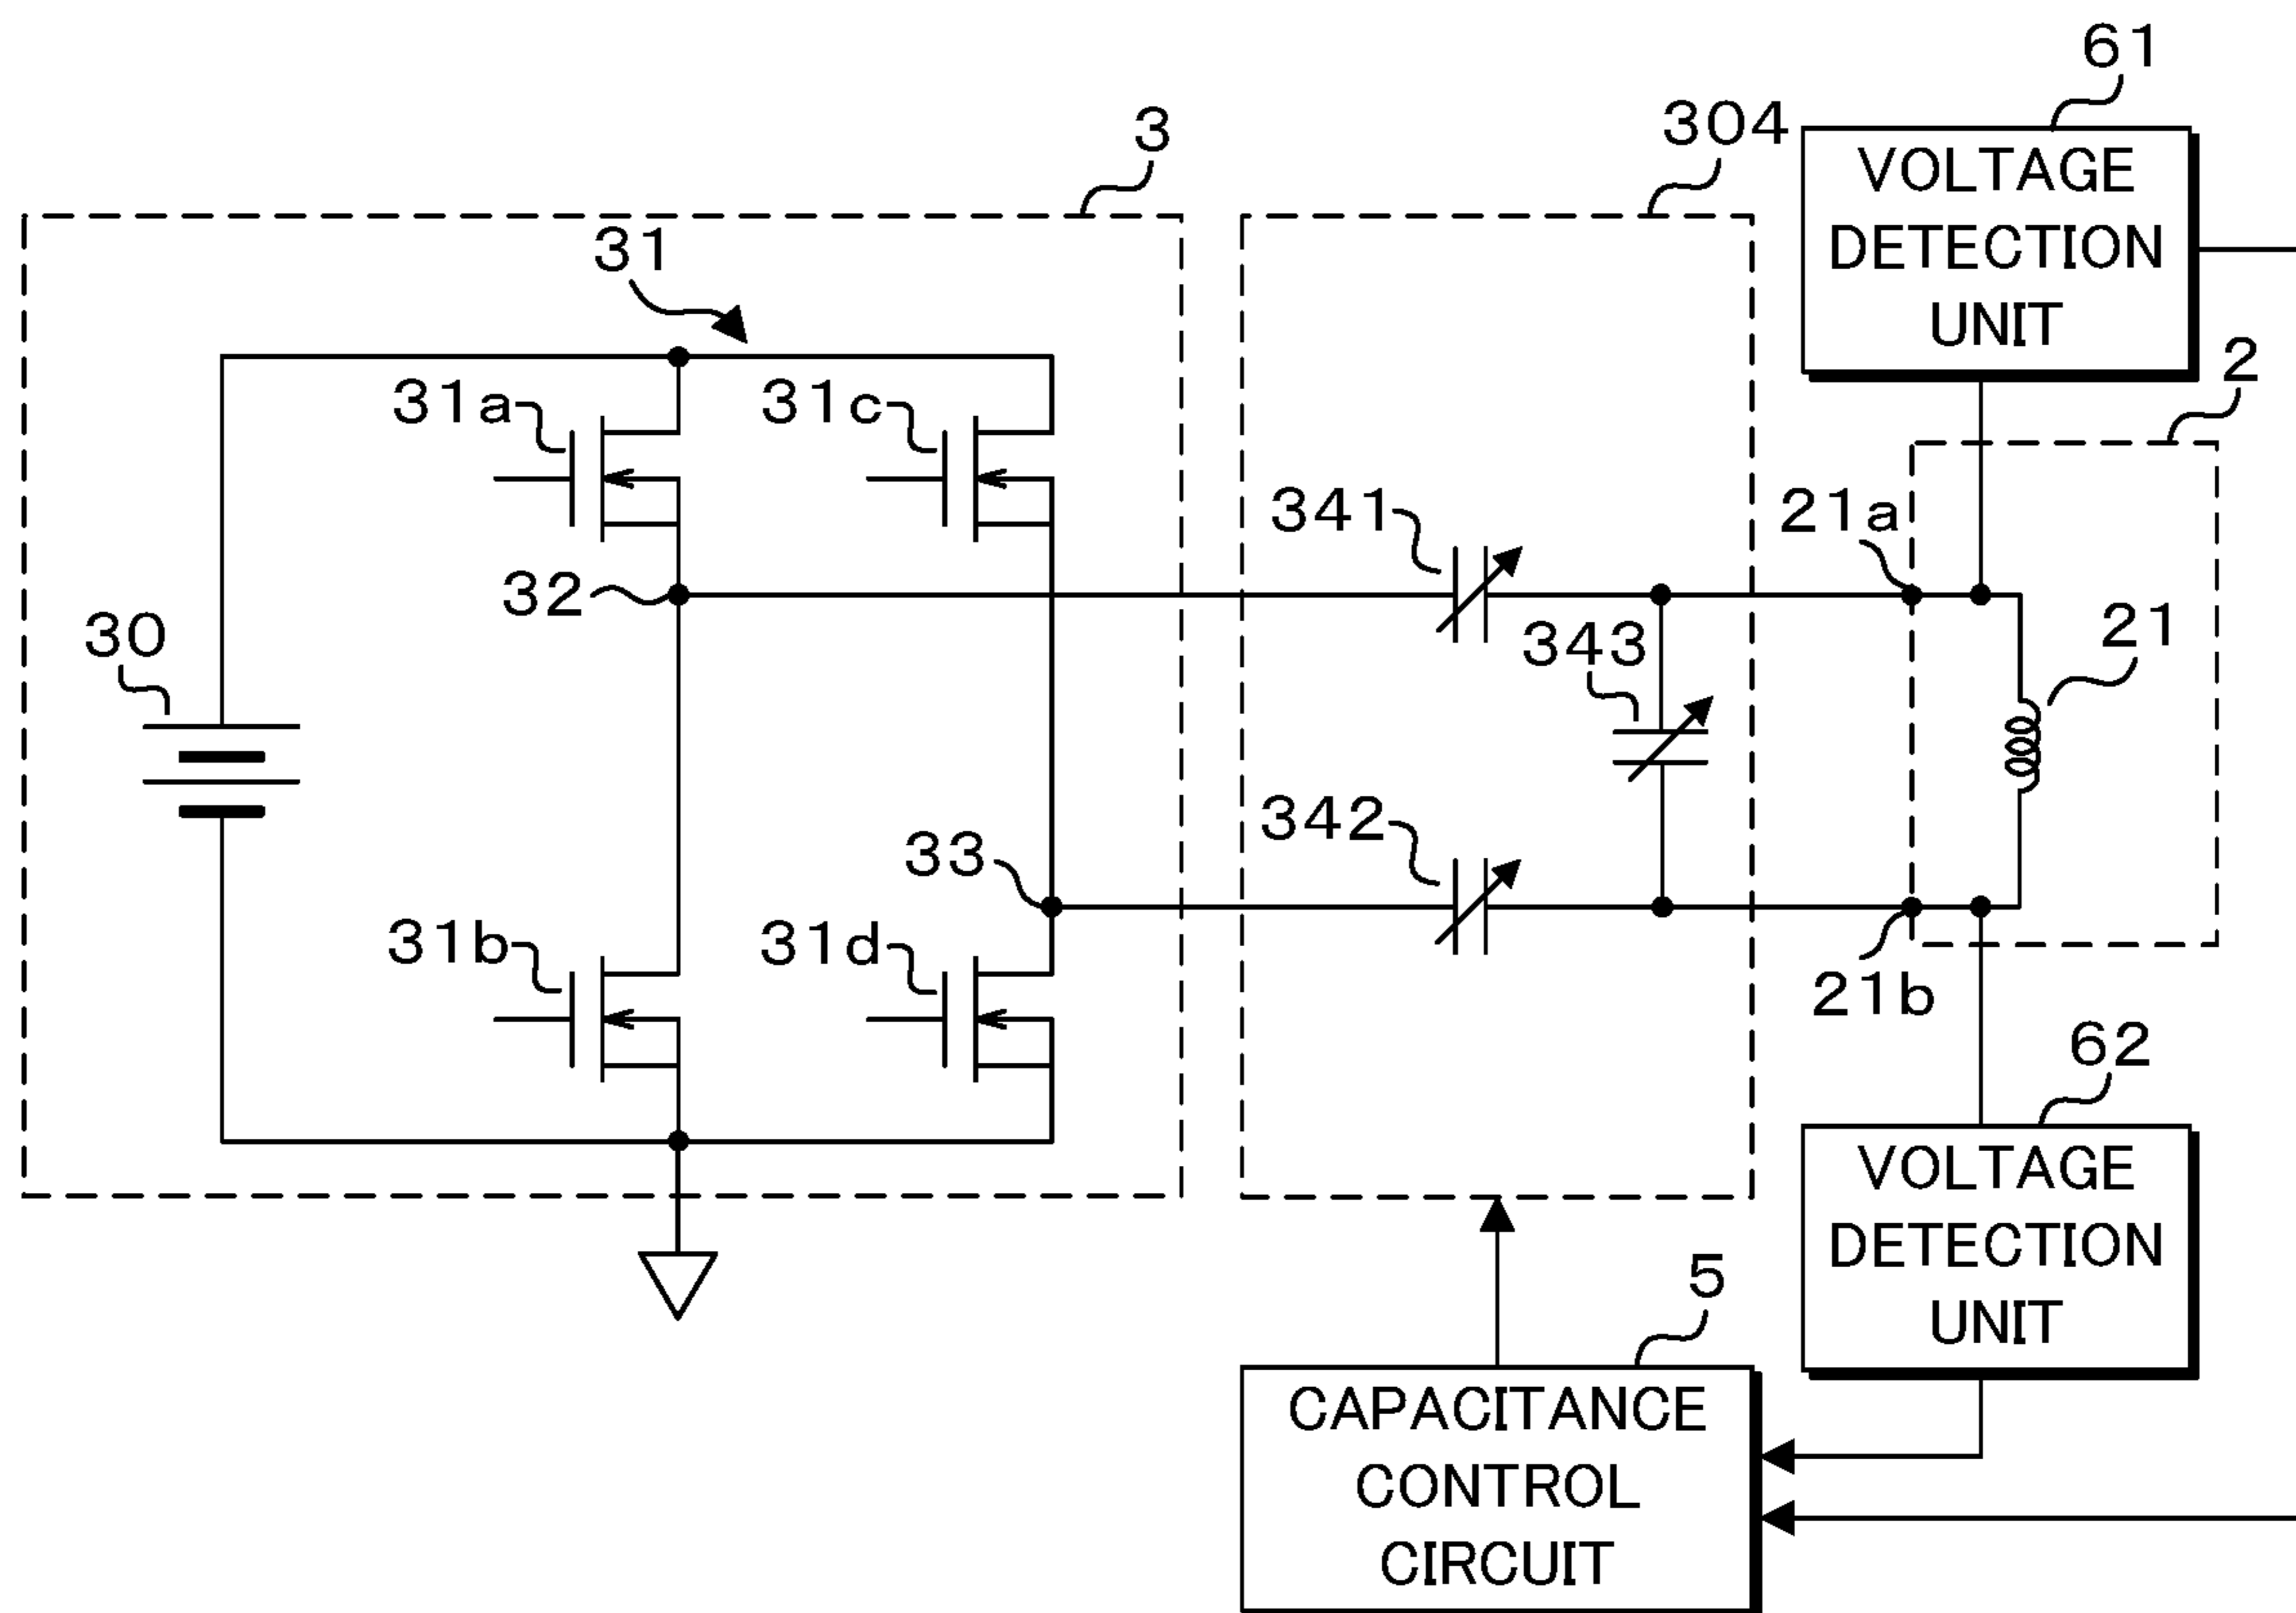 61
3
304
VOLTAGE
DETECTION
UNIT
31
2
31a
31c
341
21a
32
30
343
21
342
33
31b
31d
21b
62
VOLTAGE
DETECTION
UNIT
5
CAPACITANCE
CONTROL
CIRCUIT